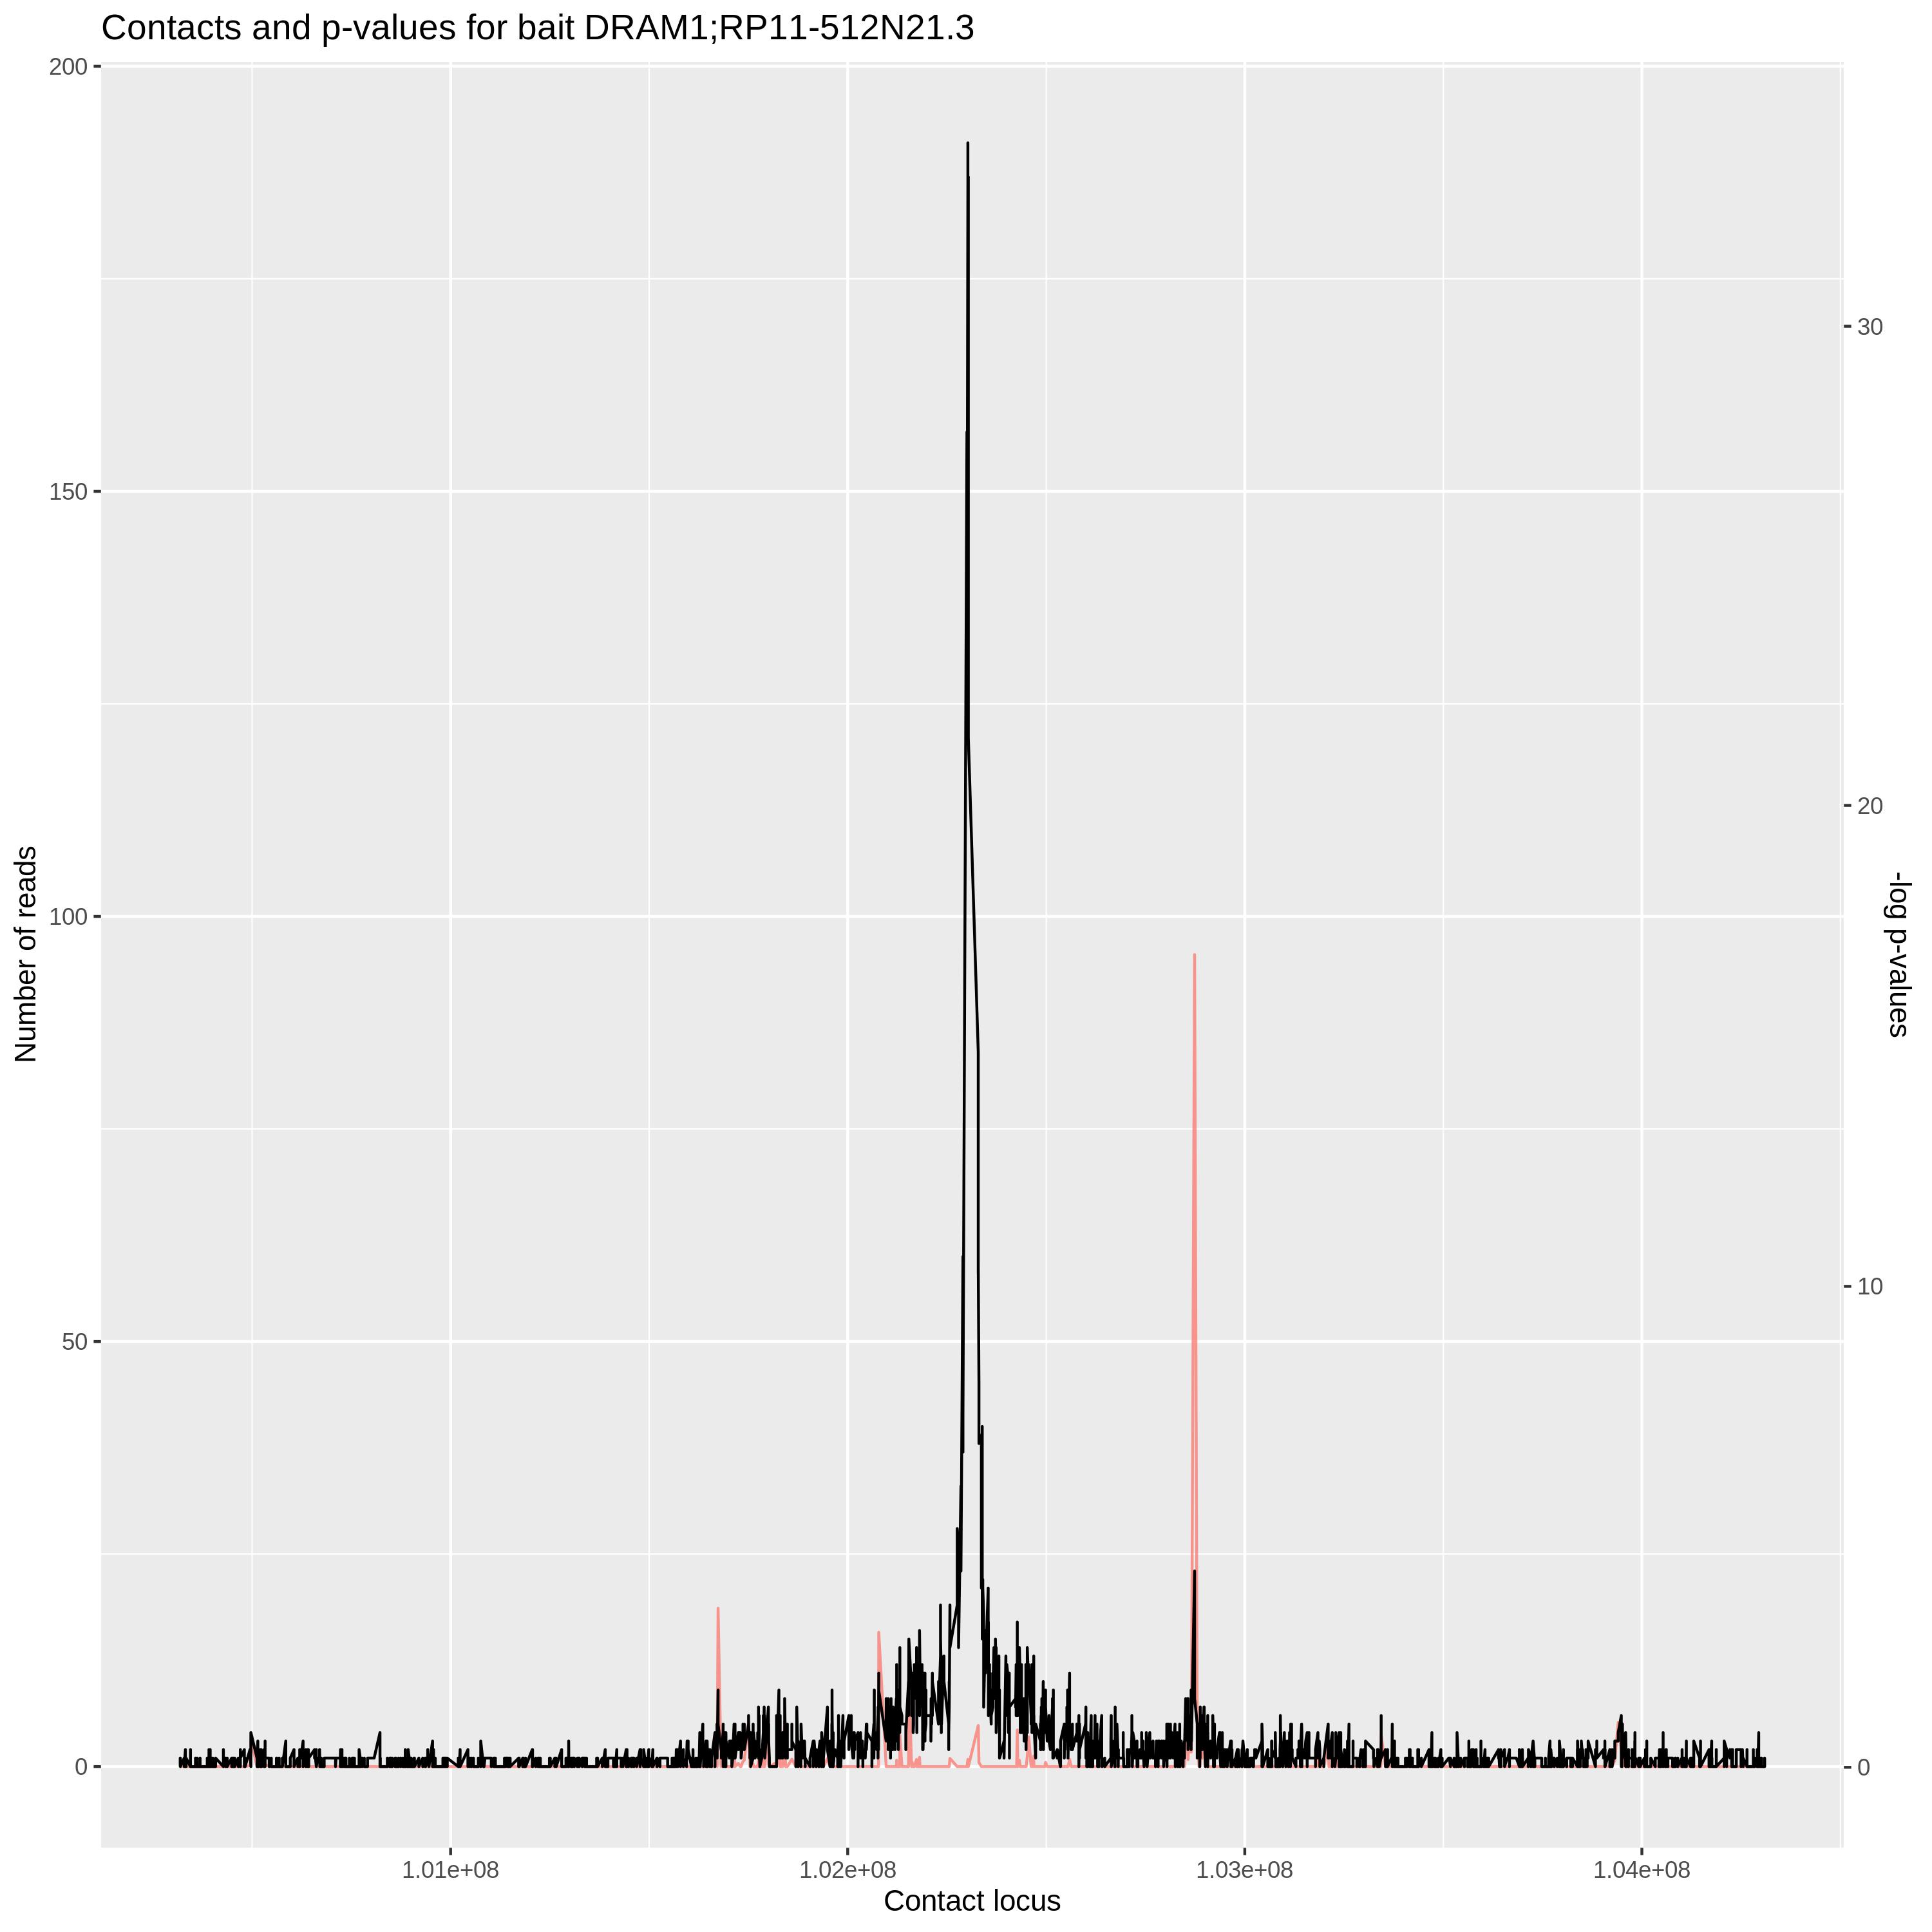 Contacts and p-values for bait DRAM1;RP11-512N21.3
200
150
100
50
0
Number of reads
30
20
10
0
-log p-values
1.01e+08 1.02e+08 1.03e+08 1.04e+08
Contact locus